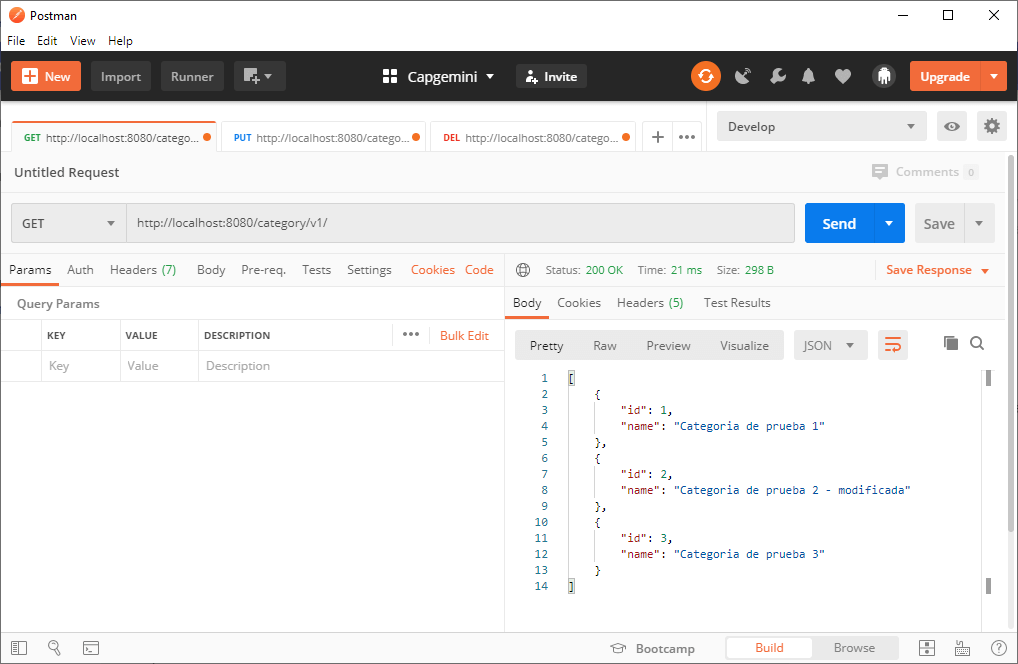 Postman
File Edit View Help
New Import Runner Capgemini Invite Upgrade
GET http://localhost:8080/catego... PUT http://localhost:8080/catego... DEL http://localhost:8080/catego... Develop
Untitled Request Comments 0
GET http://localhost:8080/category/v1/ Send Save
Params Auth Headers (7) Body Pre-req. Tests Settings Cookies Code
Query Params
KEY VALUE DESCRIPTION Bulk Edit
Key Value Description
Status: 200 OK Time: 21 ms Size: 298 B Save Response
Body Cookies Headers (5) Test Results
Pretty Raw Preview Visualize JSON
1 [
2 {
3 "id": 1,
4 "name": "Categoria de prueba 1"
5 },
6 {
7 "id": 2,
8 "name": "Categoria de prueba 2 - modificada"
9 },
10 {
11 "id": 3,
12 "name": "Categoria de prueba 3"
13 }
14 ]
Bootcamp Build Browse